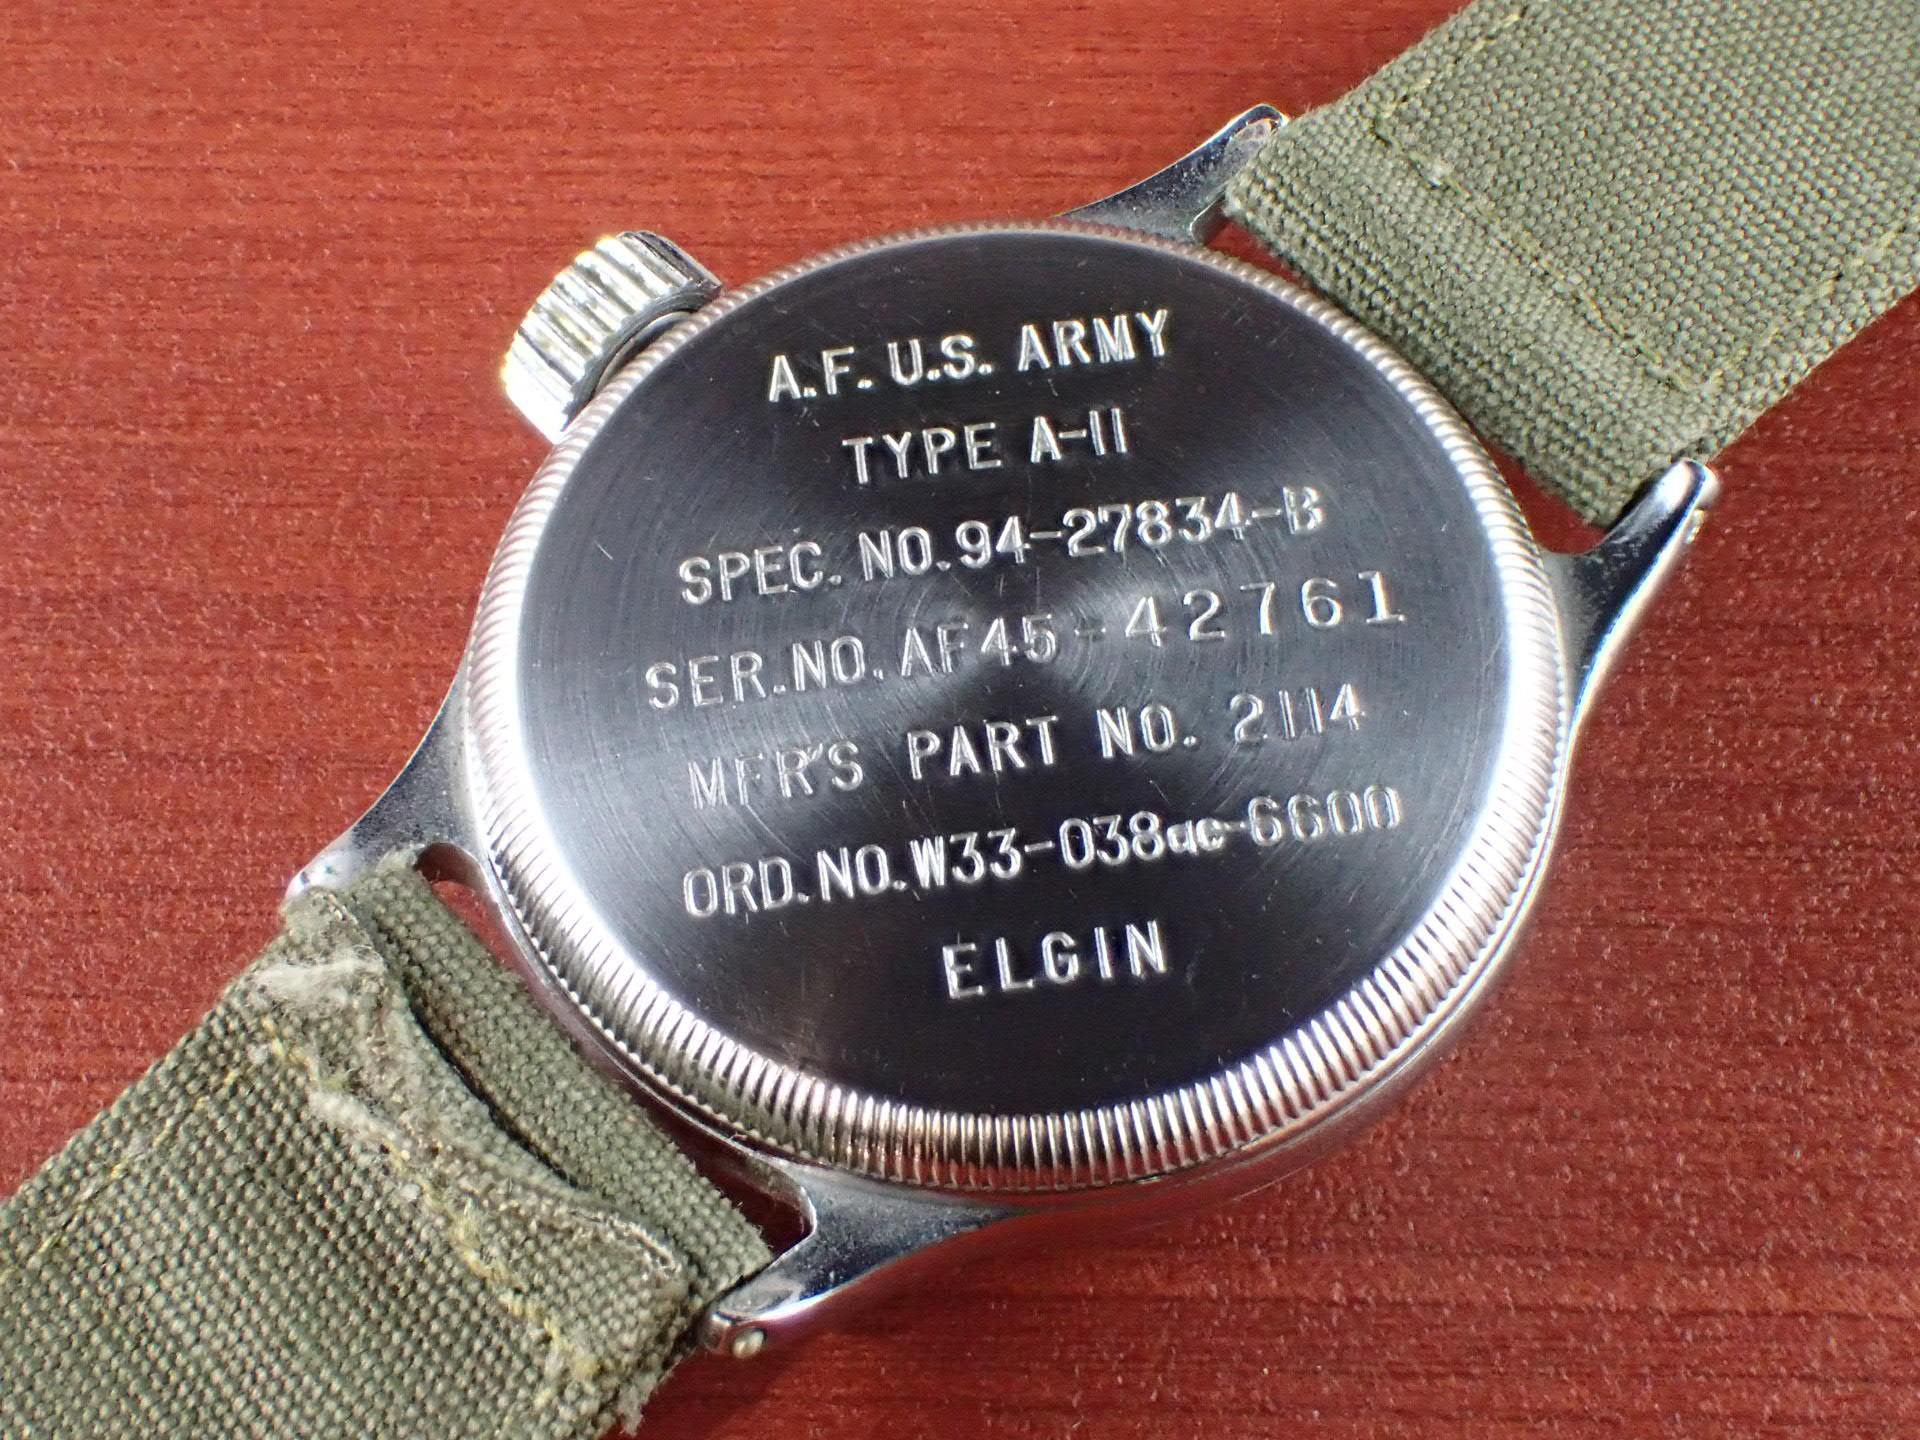 A.F. U.S. ARMY
TYPE A-11
SPEC. NO. 94-27834-B
SER. NO. AF45-42761
MFR'S PART NO. 2114
ORD. NO. W33-038ac-6600
ELGIN